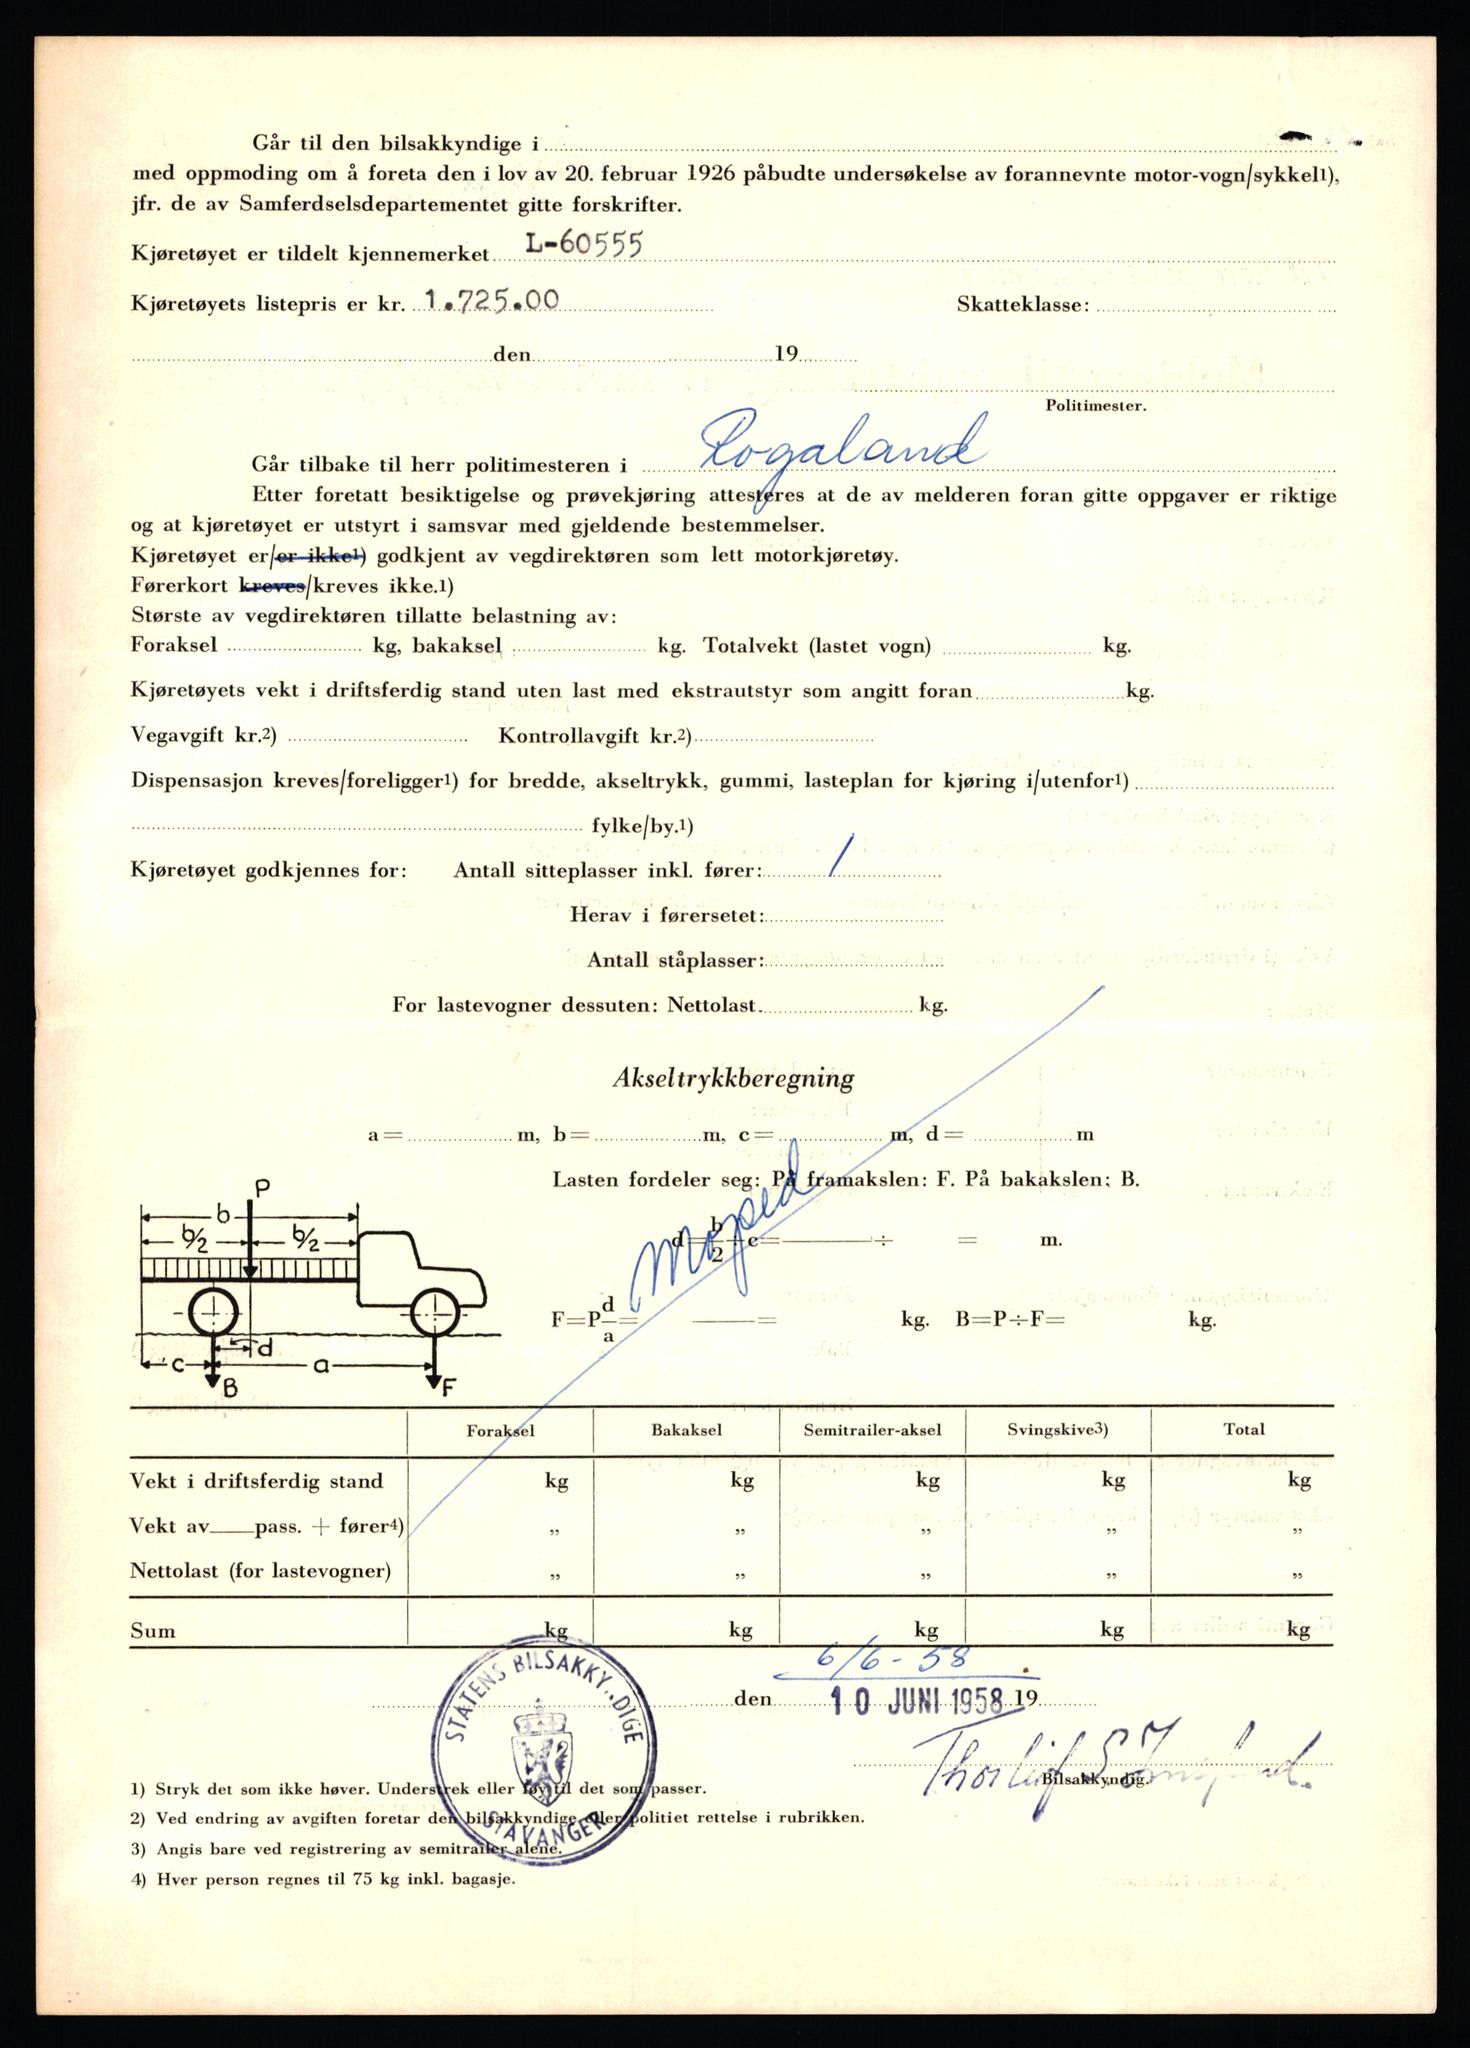 Går til den bilsakkyndige i
med oppmoding om å foreta den i lov av 20. februar 1926 påbudte undersøkelse av forannevnte motor-vogn/sykkel1),
jfr. de av Samferdselsdepartementet gitte forskrifter.
Kjøretøyet er tildelt kjennemerket L-60555
Kjøretøyets listepris er kr. 1.725.00 Skatteklasse:
den 19
Politimester.
Går tilbake til herr politimesteren i Rogaland
Etter foretatt besiktigelse og prøvekjøring attesteres at de av melderen foran gitte oppgaver er riktige
og at kjøretøyet er utstyrt i samsvar med gjeldende bestemmelser.
Kjøretøyet er/er ikke1) godkjent av vegdirektøren som lett motorkjøretøy.
Førerkort kreves/kreves ikke.1)
Største av vegdirektøren tillatte belastning av:
Foraksel kg, bakaksel kg. Totalvekt (lastet vogn) kg.
Kjøretøyets vekt i driftsferdig stand uten last med ekstrautstyr som angitt foran kg.
Vegavgift kr.2) Kontrollavgift kr.2)
Dispensasjon kreves/foreligger1) for bredde, akseltrykk, gummi, lasteplan for kjøring i/utenfor1)
fylke/by.1)
Kjøretøyet godkjennes for: Antall sitteplasser inkl. fører: 1
Herav i førersetet:
Antall ståplasser:
For lastevogner dessuten: Nettolast kg.
Akseltrykkberegning
a= m, b= m, c= m, d= m
Lasten fordeler seg: På framakslen: F. På bakakslen: B.
P
b
b/2 b/2
d=b/2+c= ÷ = m.
Moped
F=P d/a= = kg. B=P÷F= kg.
d
c a
B F
Foraksel Bakaksel Semitrailer-aksel Svingskive3) Total
Vekt i driftsferdig stand kg kg kg kg kg
Vekt av pass. + fører4) „ „ „ „ „
Nettolast (for lastevogner) „ „ „ „ „
Sum kg kg kg kg kg
6/6-58
den 10 JUNI 1958 19
STATENS BILSAKKYNDIGE
STAVANGER
Bilsakkyndig.
1) Stryk det som ikke høver. Understrek eller føy til det som passer.
2) Ved endring av avgiften foretar den bilsakkyndige eller politiet rettelse i rubrikken.
3) Angis bare ved registrering av semitrailer alene.
4) Hver person regnes til 75 kg inkl. bagasje.